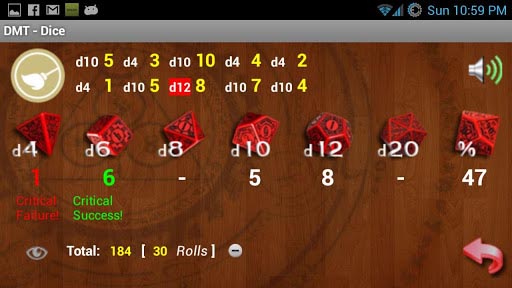 Sun 10:59 PM
DMT - Dice
d10 5 d4 3 d10 10 d4 4 d4 2
d4 1 d10 5 d12 8 d10 7 d10 4
d4 d6 d8 d10 d12 d20 %
1 6 - 5 8 - 47
Critical Critical
Failure! Success!
Total: 184 [ 30 Rolls ]